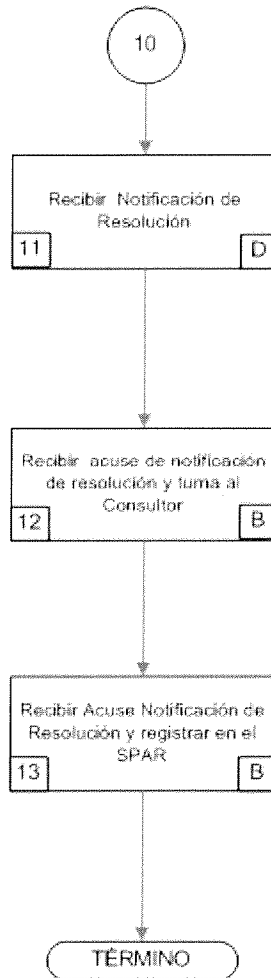 10
Recibir Notificación de
Resolución
11
D
Recibir acuse de notificación
de resolución y turna al
Consultor
12
B
Recibir Acuse Notificación de
Resolución y registrar en el
SPAR
13
B
TÉRMINO